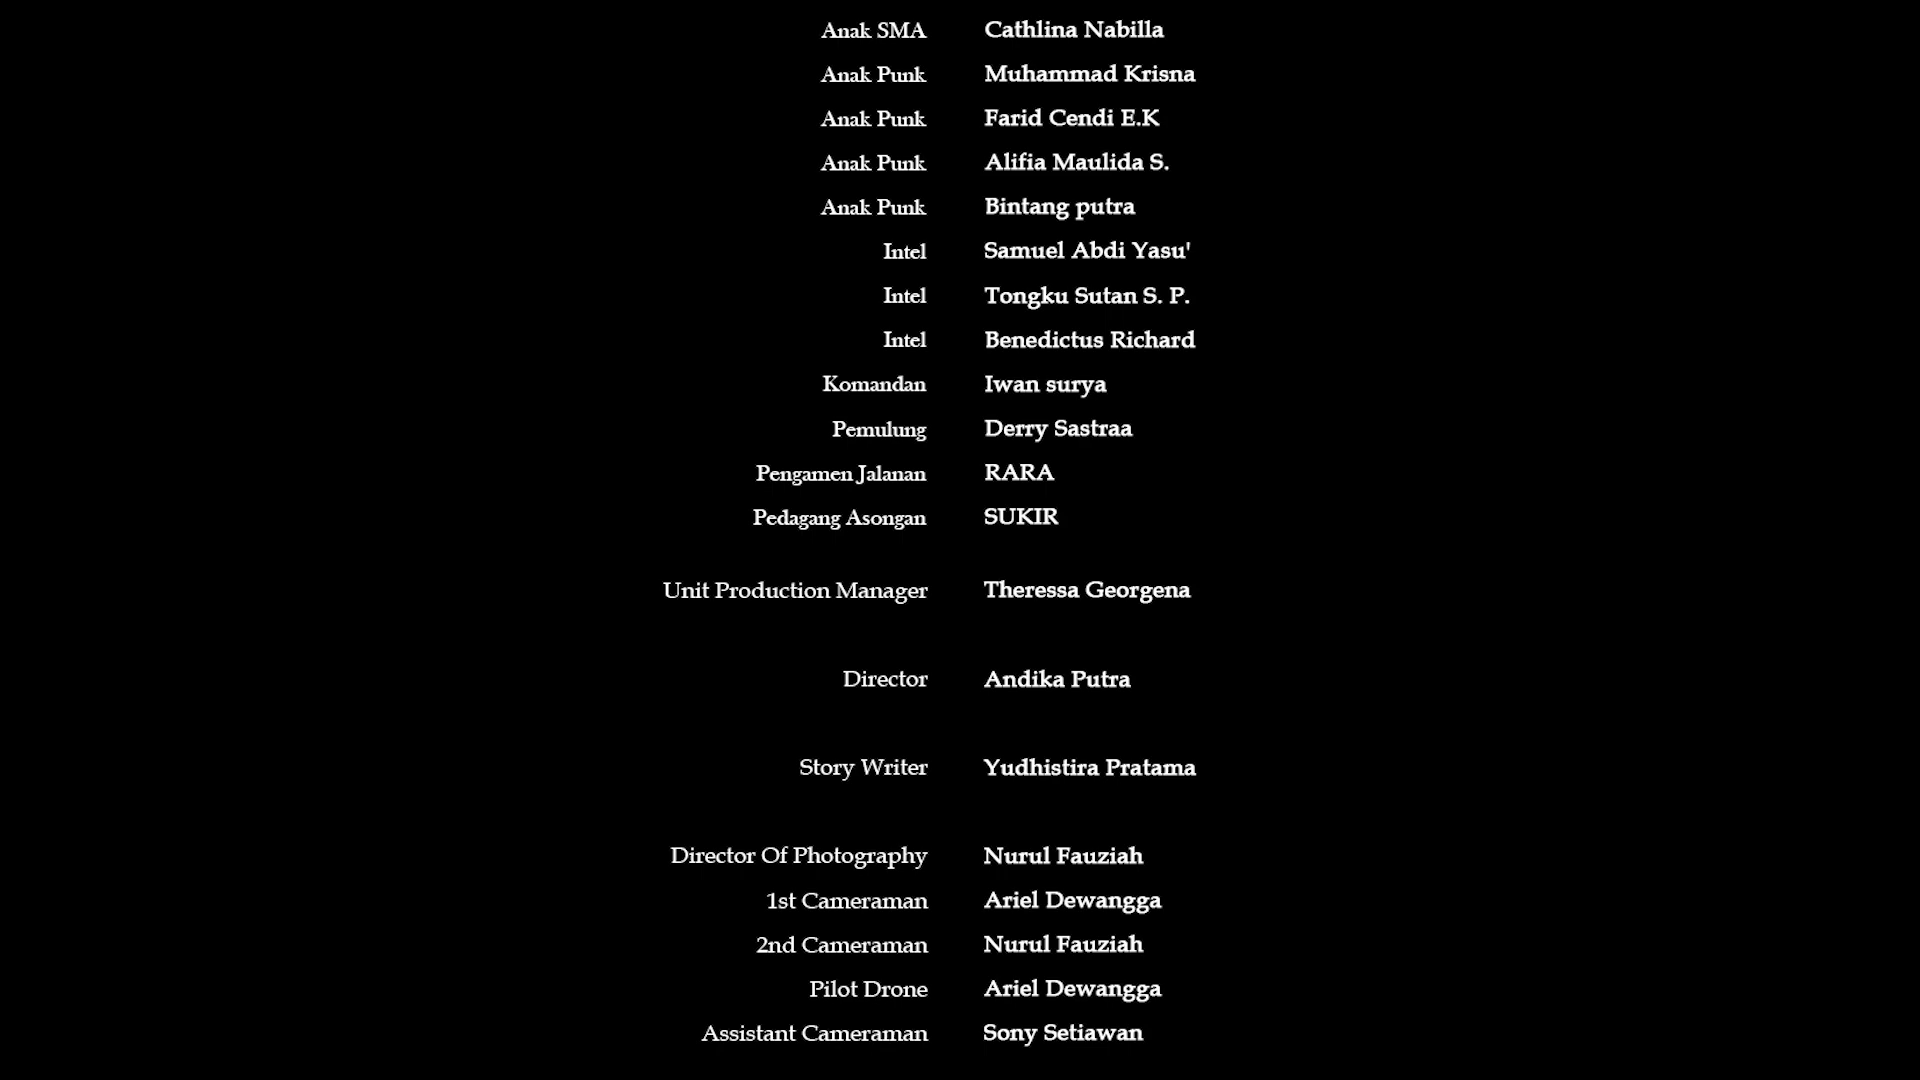 Anak SMA Cathlina Nabilla
Anak Punk Muhammad Krisna
Anak Punk Farid Cendi E.K
Anak Punk Alifia Maulida S.
Anak Punk Bintang putra
Intel Samuel Abdi Yasu'
Intel Tongku Sutan S. P.
Intel Benedictus Richard
Komandan Iwan surya
Pemulung Derry Sastraa
Pengamen Jalanan RARA
Pedagang Asongan SUKIR
Unit Production Manager Theressa Georgena
Director Andika Putra
Story Writer Yudhistira Pratama
Director Of Photography Nurul Fauziah
1st Cameraman Ariel Dewangga
2nd Cameraman Nurul Fauziah
Pilot Drone Ariel Dewangga
Assistant Cameraman Sony Setiawan